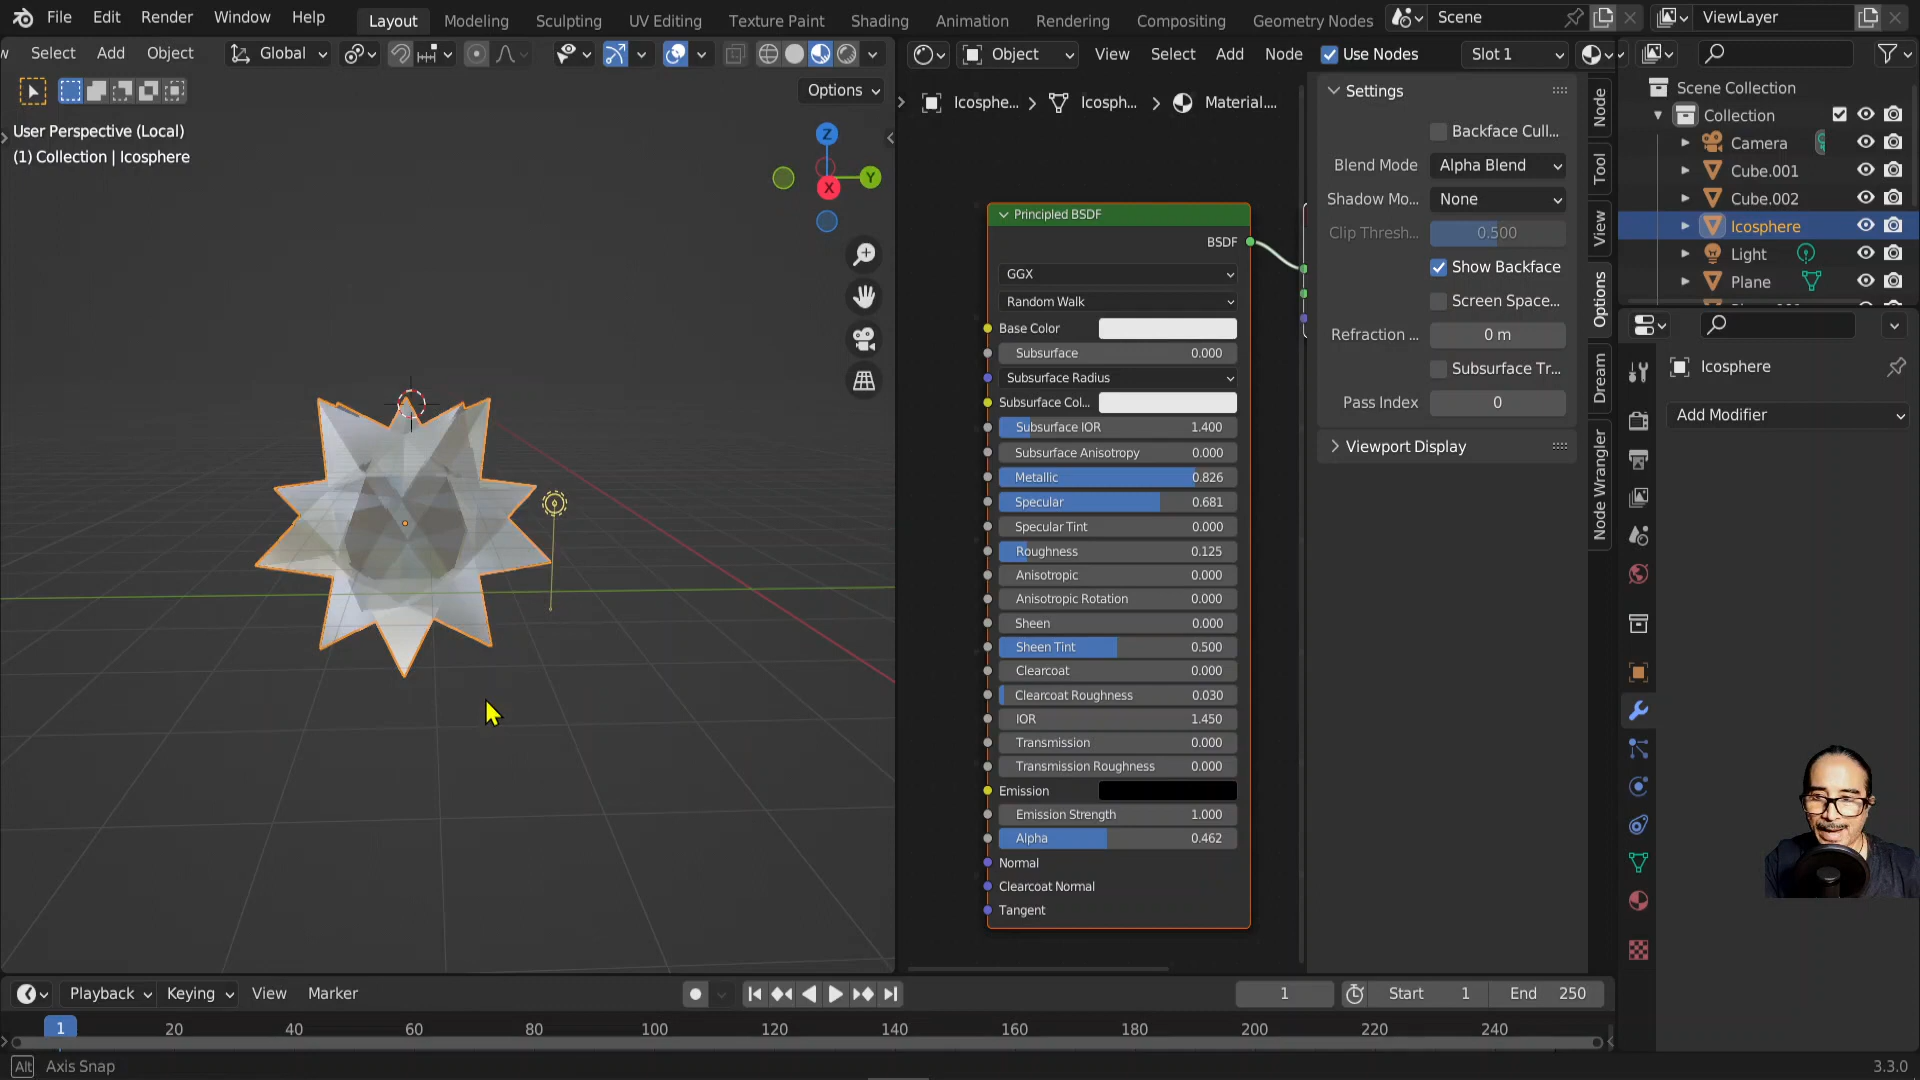 File Edit Render Window Help Layout Modeling Sculpting UV Editing Texture Paint Shading Animation Rendering Compositing Geometry Nodes Scene ViewLayer
Select Add Object Global
Options
User Perspective (Local)
(1) Collection | Icosphere
Z
Y
X
Object View Select Add Node Use Nodes Slot 1
Icosphe... Icosph... Material....
Principled BSDF
BSDF
GGX
Random Walk
Base Color
Subsurface 0.000
Subsurface Radius
Subsurface Col...
Subsurface IOR 1.400
Subsurface Anisotropy 0.000
Metallic 0.826
Specular 0.681
Specular Tint 0.000
Roughness 0.125
Anisotropic 0.000
Anisotropic Rotation 0.000
Sheen 0.000
Sheen Tint 0.500
Clearcoat 0.000
Clearcoat Roughness 0.030
IOR 1.450
Transmission 0.000
Transmission Roughness 0.000
Emission
Emission Strength 1.000
Alpha 0.462
Normal
Clearcoat Normal
Tangent
Settings
Backface Cull...
Blend Mode Alpha Blend
Shadow Mo... None
Clip Thresh... 0.500
Show Backface
Screen Space...
Refraction ... 0 m
Subsurface Tr...
Pass Index 0
Viewport Display
Node
Tool
View
Options
Dream
Node Wrangler
Scene Collection
Collection
Camera
Cube.001
Cube.002
Icosphere
Light
Plane
Icosphere
Add Modifier
Playback Keying View Marker
1 Start 1 End 250
1 20 40 60 80 100 120 140 160 180 200 220 240
Alt Axis Snap
3.3.0